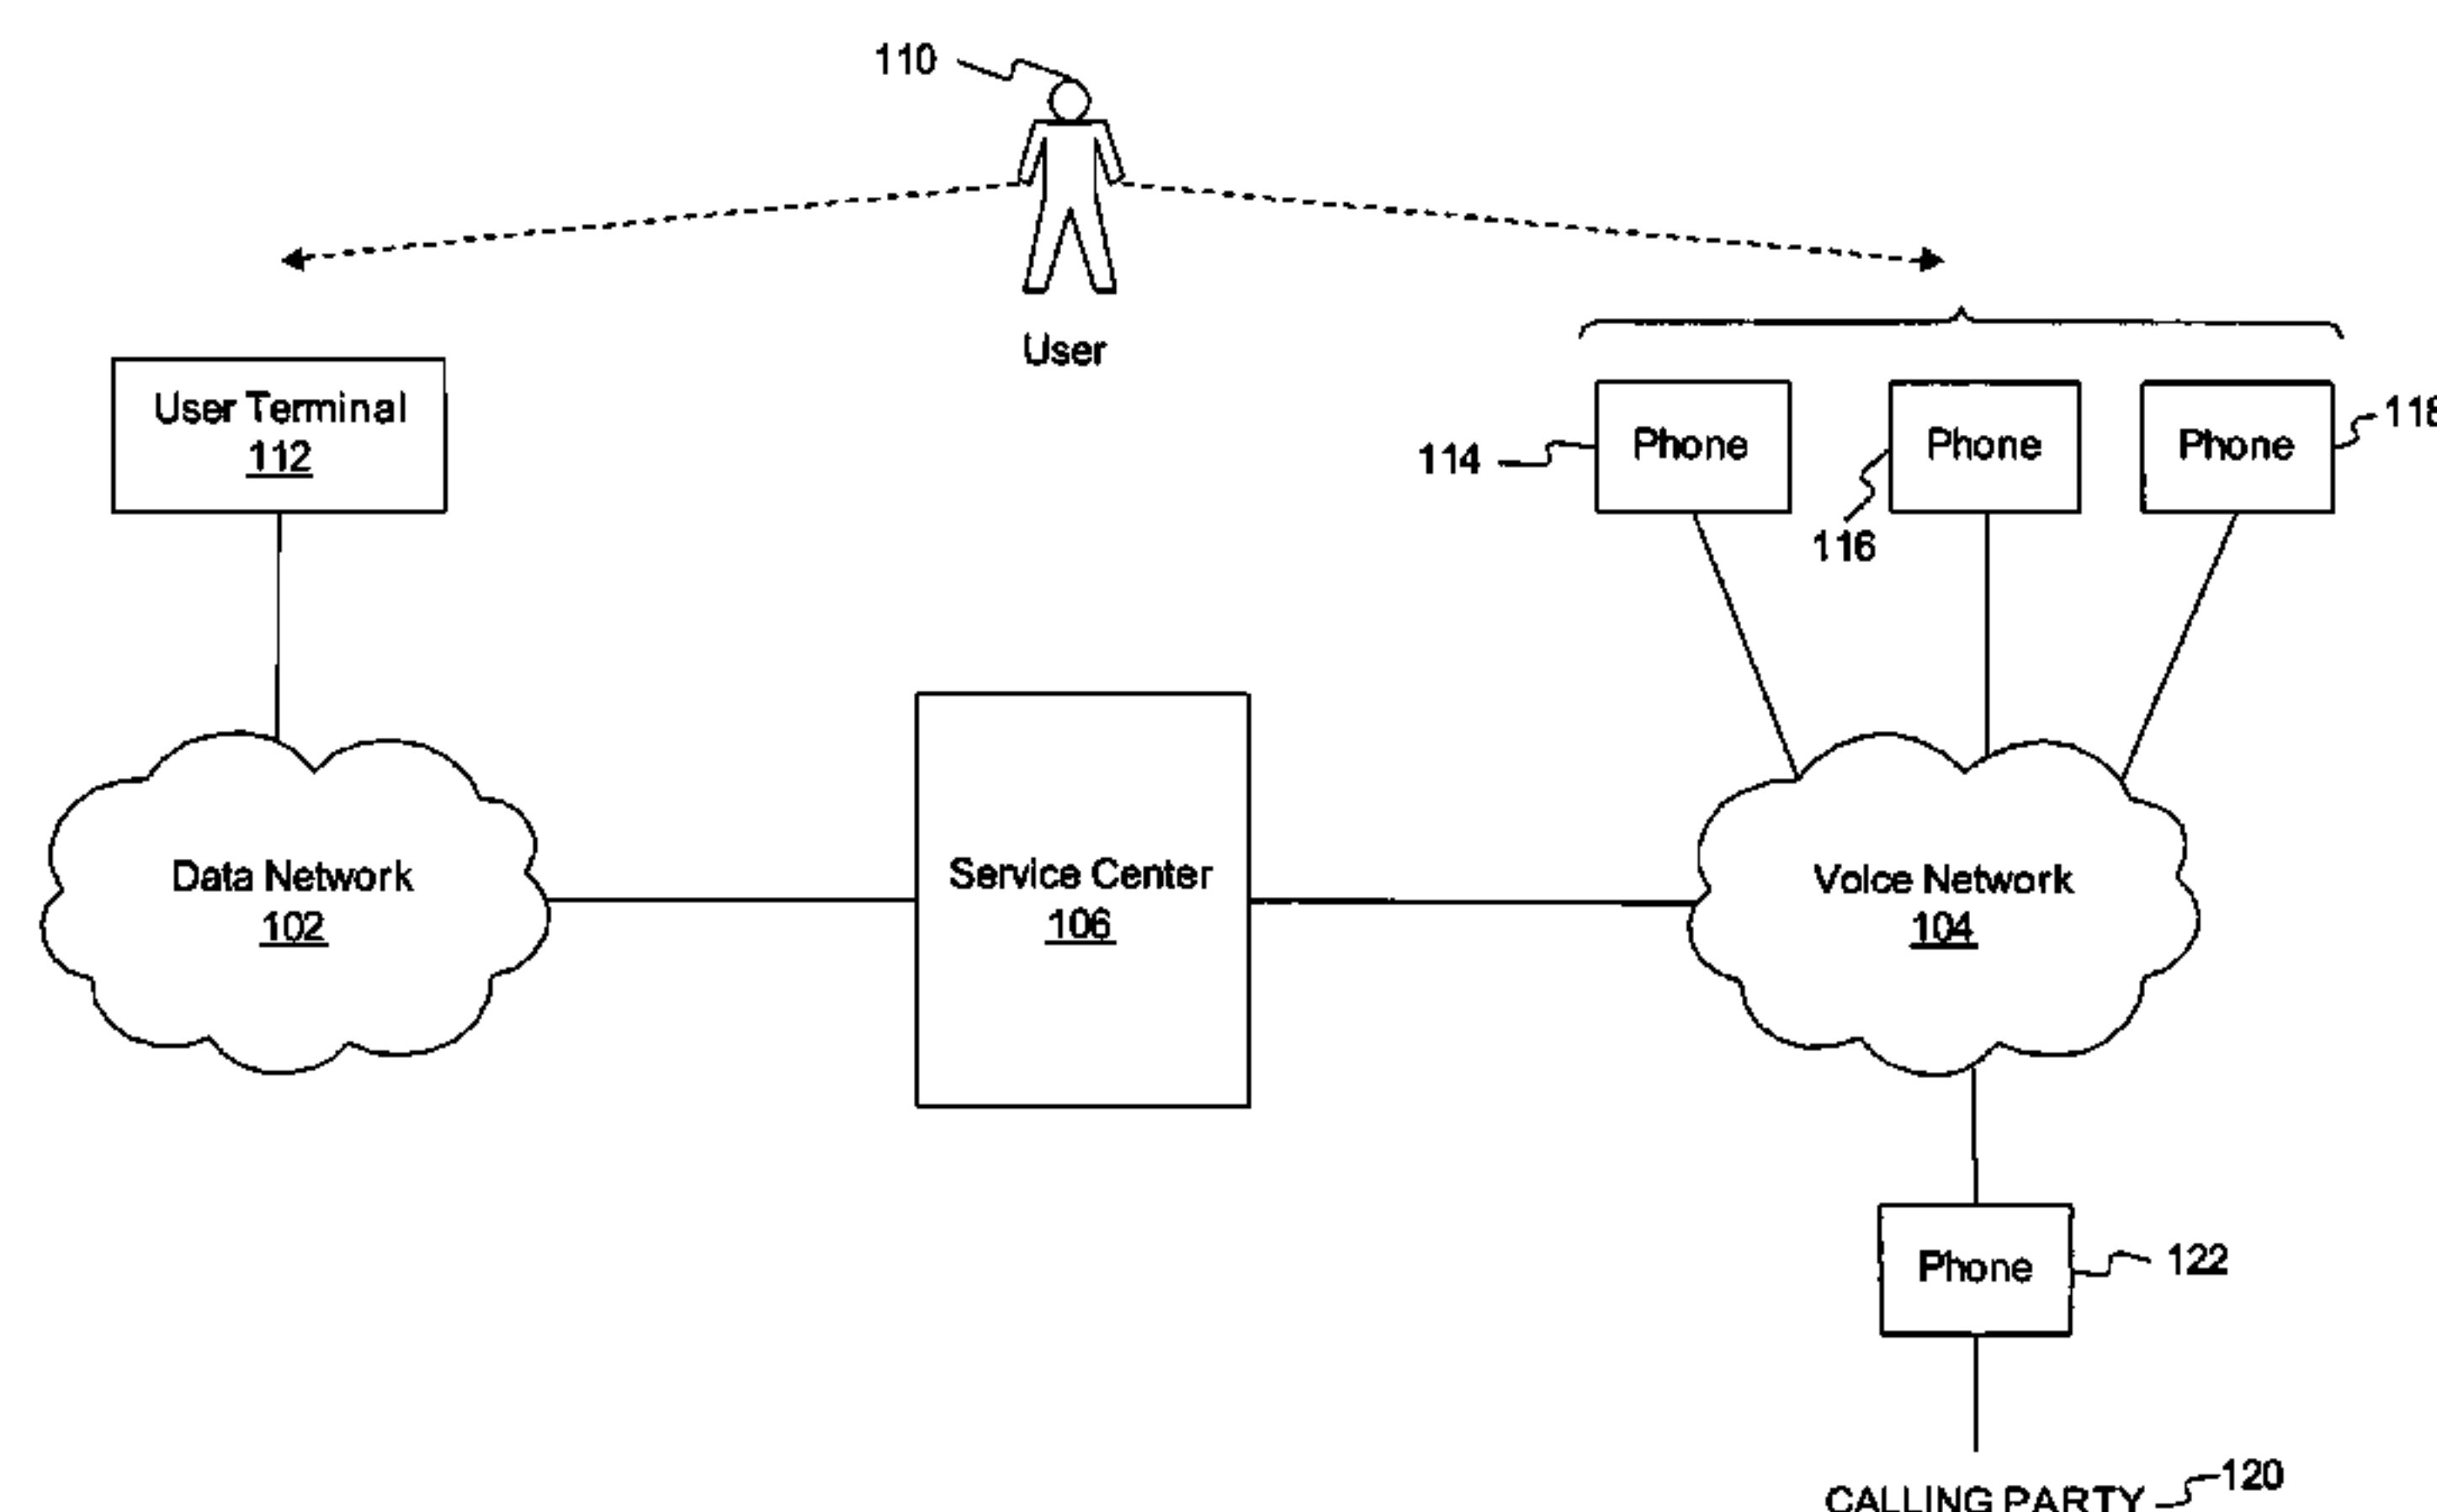 110
User
User Terminal
112
114
Phone
116
Phone
Phone
118
Data Network
102
Service Center
106
Voice Network
104
Phone
122
CALLING PARTY
120